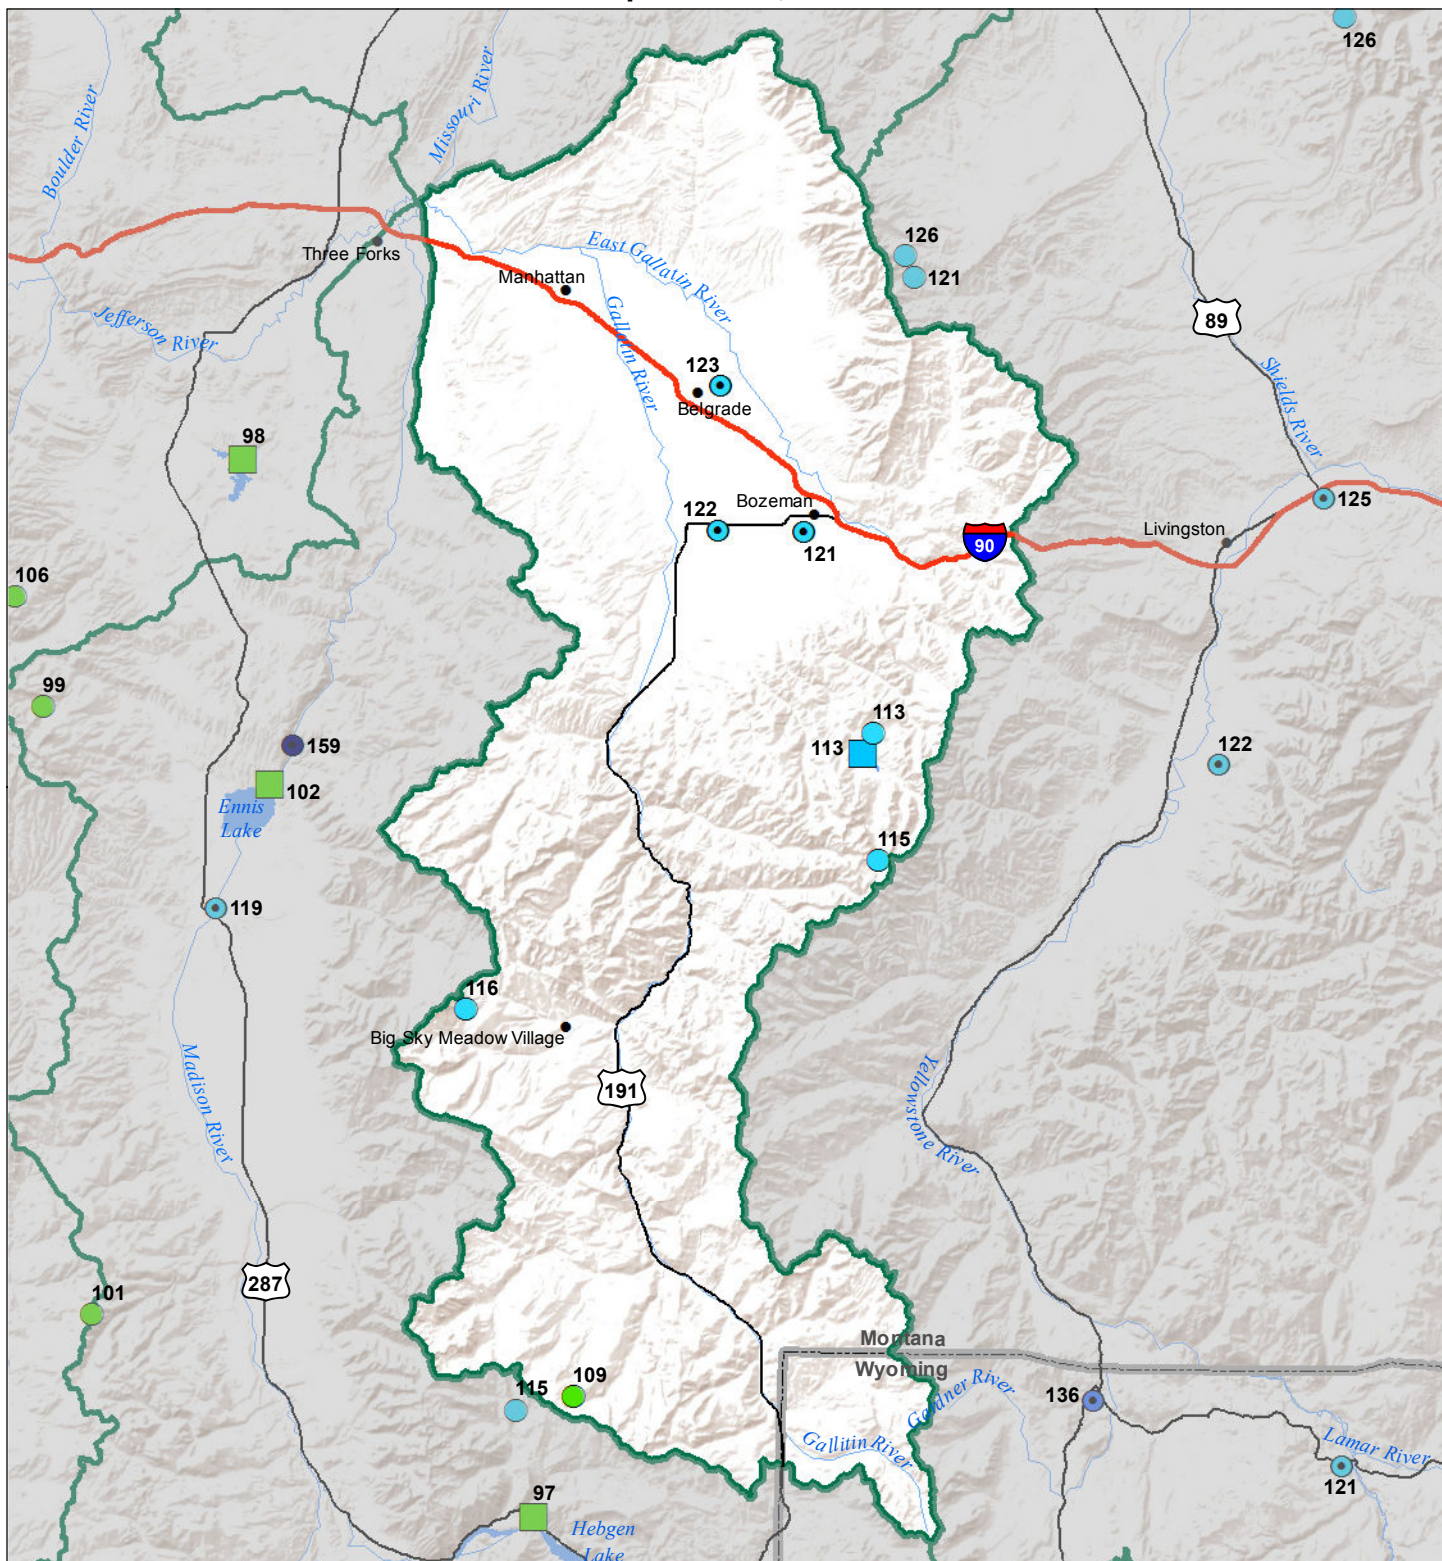 126
Missouri River
Boulder River
Three Forks
East Gallatin River
126
121
Manhattan
Gallatin River
Jefferson River
89
Shields River
123
Belgrade
98
Bozeman
122
121
90
125
Livingston
106
99
113
113
159
102
Ennis
Lake
122
115
119
116
Big Sky Meadow Village
Madison River
191
Yellowstone River
287
101
Montana
Wyoming
109
115
Gardner River
136
Gallitin River
Lamar River
121
97
Hebgen
Lake